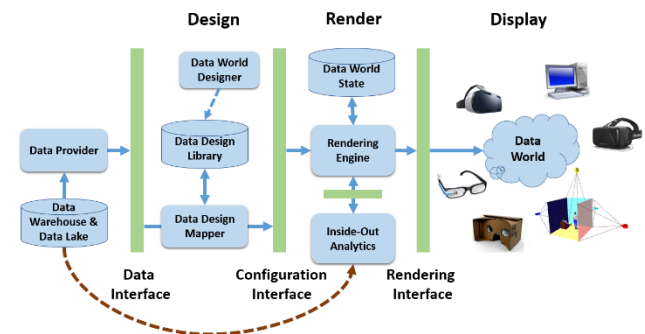 Design
Render
Display
Data World
Designer
Data World
State
Data Provider
Data Design
Library
Rendering
Engine
Data
World
Data
Warehouse &
Data Lake
Data Design
Mapper
Inside-Out
Analytics
Data
Interface
Configuration
Interface
Rendering
Interface